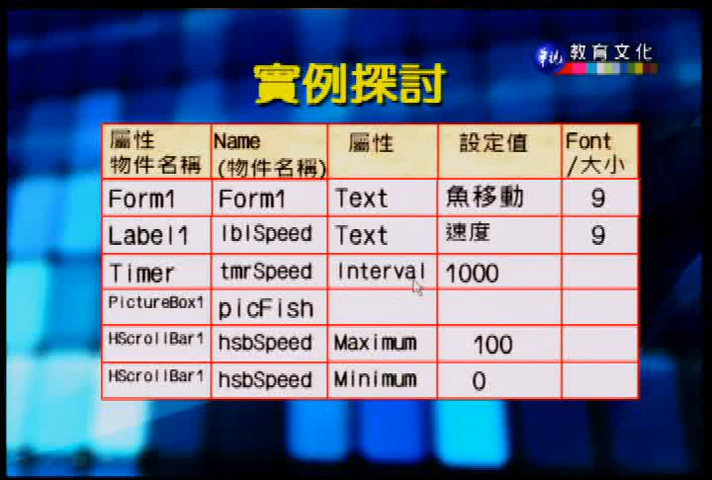 華視 教育文化
實例探討
屬性 物件名稱 Name (物件名稱) 屬性 設定值 Font /大小
Form1 Form1 Text 魚移動 9
Label1 lblSpeed Text 速度 9
Timer tmrSpeed Interval 1000
PictureBox1 picFish
HScrollBar1 hsbSpeed Maximum 100
HScrollBar1 hsbSpeed Minimum 0